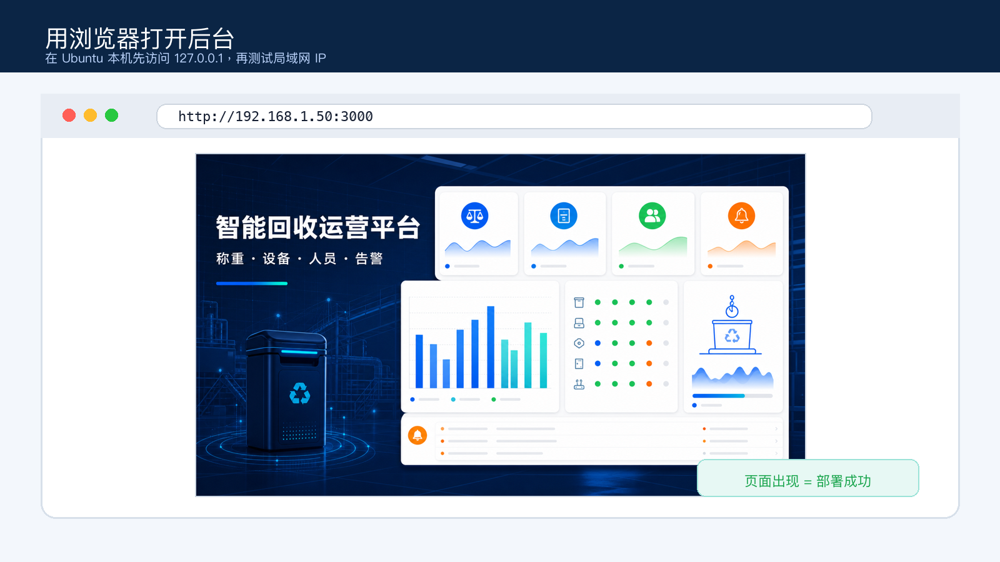 用浏览器打开后台
在 Ubuntu 本机先访问 127.0.0.1，再测试局域网 IP
http://192.168.1.50:3000
智能回收运营平台
称重 · 设备 · 人员 · 告警
页面出现 = 部署成功